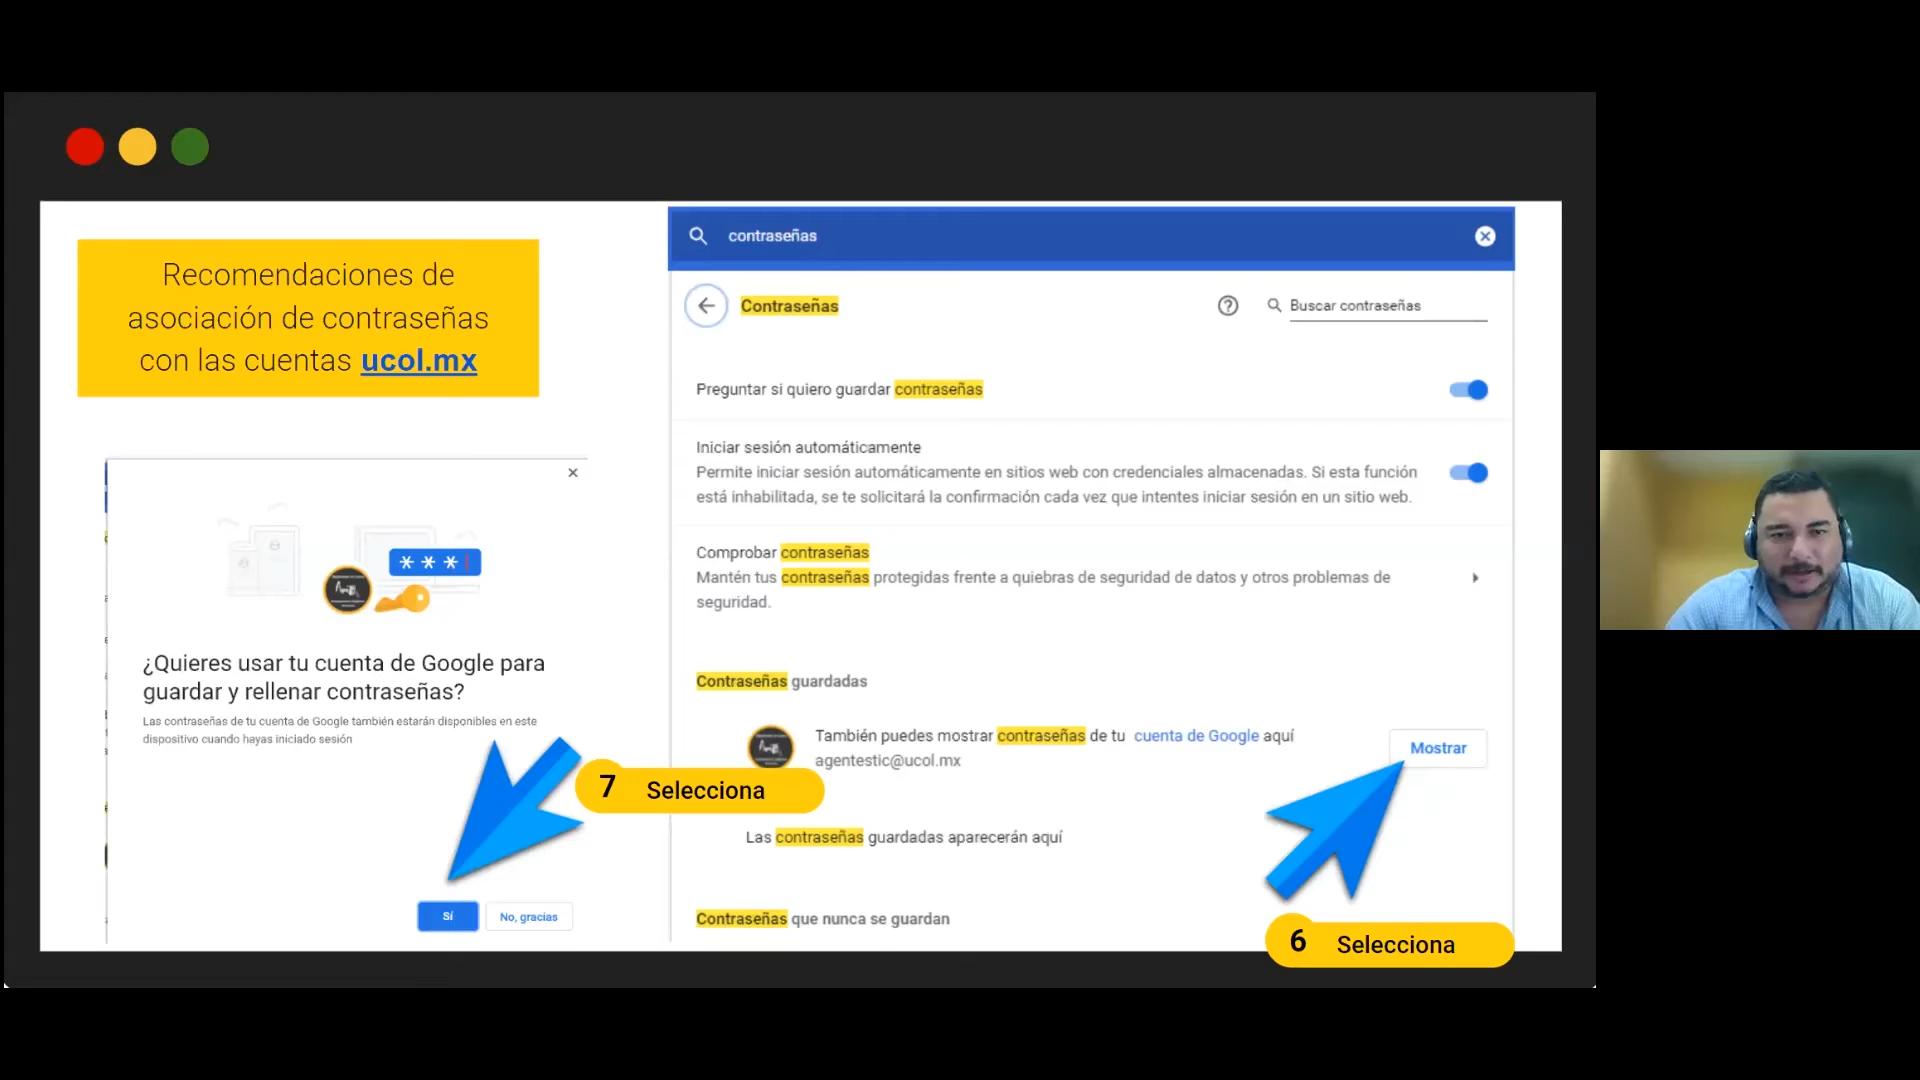 Recomendaciones de
asociación de contraseñas
con las cuentas ucol.mx
contraseñas
Contraseñas
Buscar contraseñas
Preguntar si quiero guardar contraseñas
Iniciar sesión automáticamente
Permite iniciar sesión automáticamente en sitios web con credenciales almacenadas. Si esta función
está inhabilitada, se te solicitará la confirmación cada vez que intentes iniciar sesión en un sitio web.
Comprobar contraseñas
Mantén tus contraseñas protegidas frente a quiebras de seguridad de datos y otros problemas de
seguridad.
Contraseñas guardadas
También puedes mostrar contraseñas de tu cuenta de Google aquí
agentestic@ucol.mx
Mostrar
Las contraseñas guardadas aparecerán aquí
Contraseñas que nunca se guardan
6 Selecciona
* * *
¿Quieres usar tu cuenta de Google para
guardar y rellenar contraseñas?
Las contraseñas de tu cuenta de Google también estarán disponibles en este
dispositivo cuando hayas iniciado sesión
7 Selecciona
Sí
No, gracias